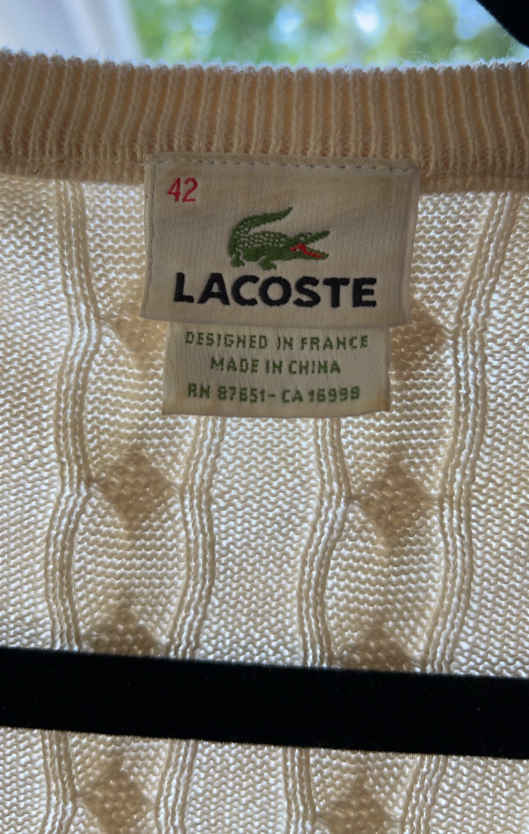 42
LACOSTE
DESIGNED IN FRANCE
MADE IN CHINA
RN 87651 - CA 16999